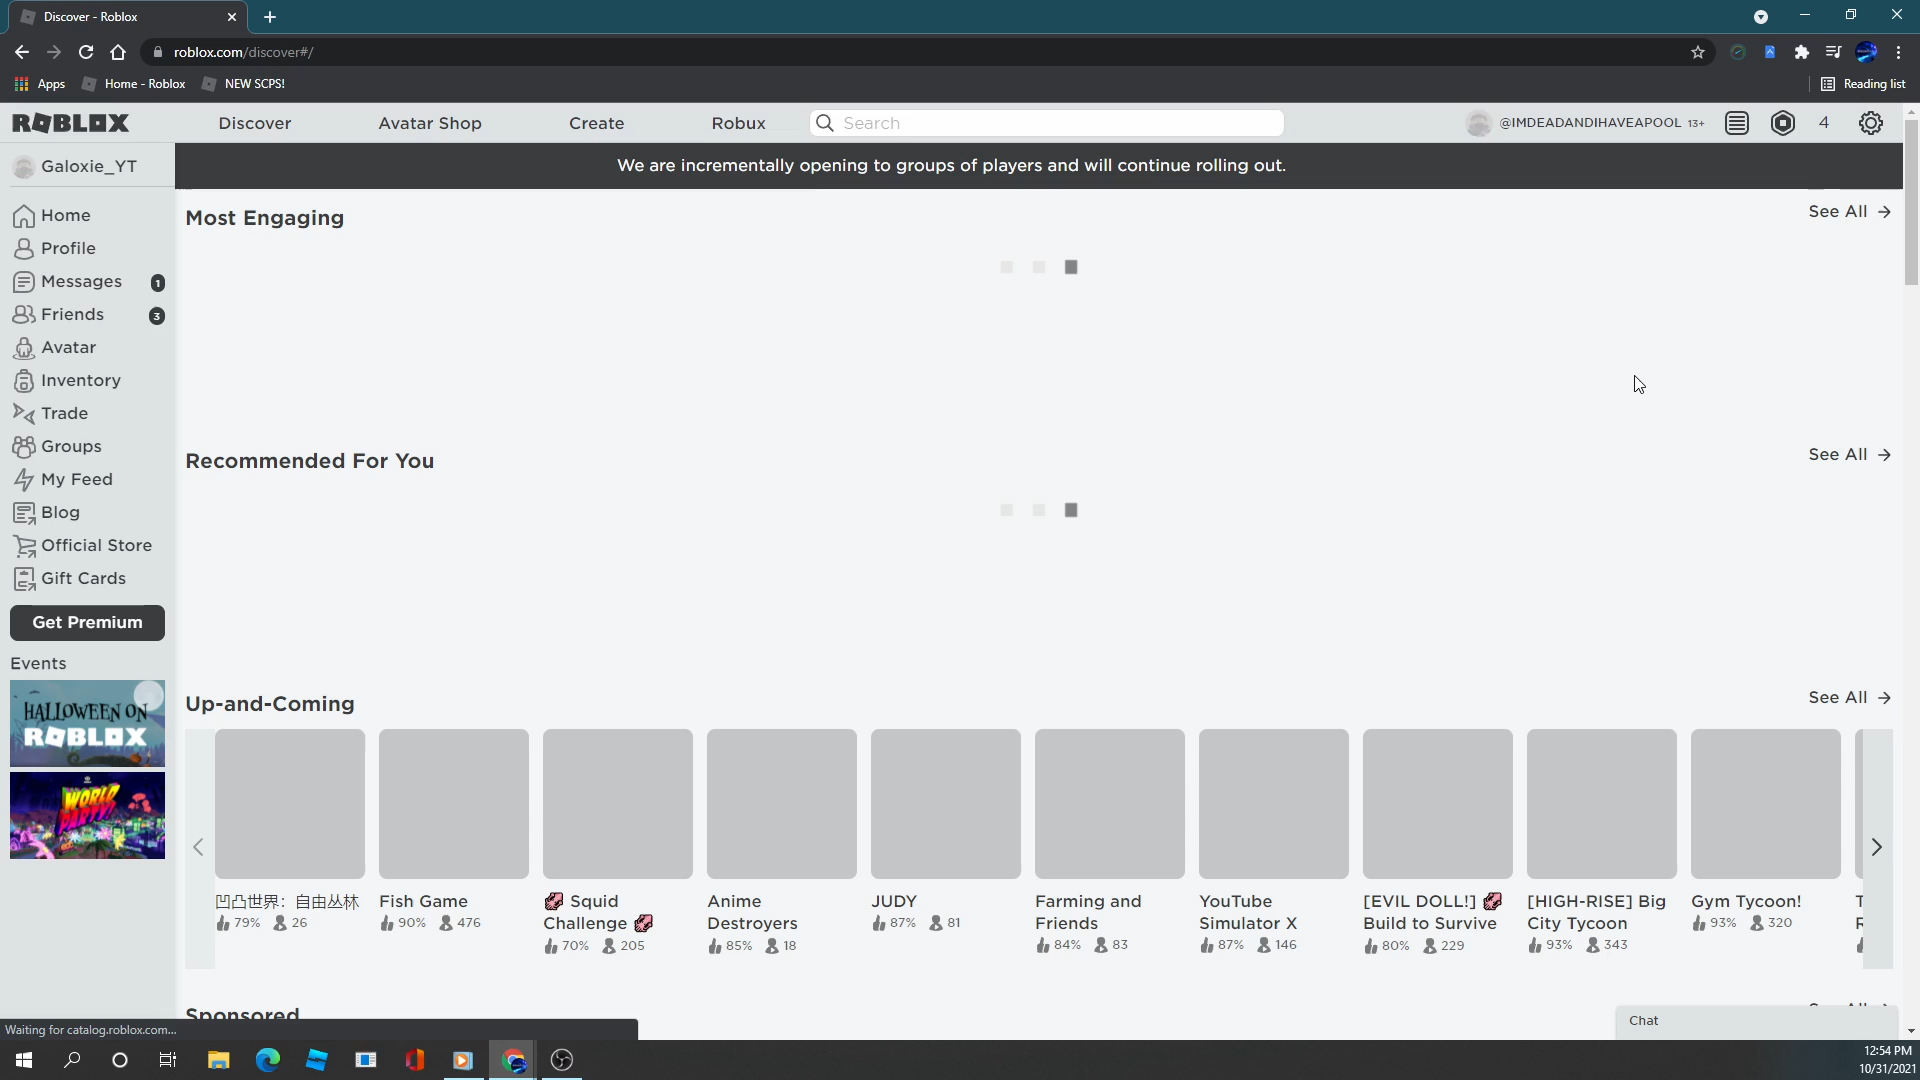 Discover - Roblox
roblox.com/discover#/
Apps
Home - Roblox
NEW SCPS!
Reading list
ROBLOX
Discover
Avatar Shop
Create
Robux
Search
@IMDEADANDIHAVEAPOOL 13+
4
Galoxie_YT
We are incrementally opening to groups of players and will continue rolling out.
Home
Profile
Messages 1
Friends 3
Avatar
Inventory
Trade
Groups
My Feed
Blog
Official Store
Gift Cards
Get Premium
Events
HALLOWEEN ON
ROBLOX
WORLD
PARTY!
Most Engaging
See All →
Recommended For You
See All →
Up-and-Coming
See All →
凹凸世界：自由丛林
79% 26
Fish Game
90% 476
🦑 Squid
Challenge 🦑
70% 205
Anime
Destroyers
85% 18
JUDY
87% 81
Farming and
Friends
84% 83
YouTube
Simulator X
87% 146
[EVIL DOLL!] 🦑
Build to Survive
80% 229
[HIGH-RISE] Big
City Tycoon
93% 343
Gym Tycoon!
93% 320
Sponsored
See All
Chat
Waiting for catalog.roblox.com...
12:54 PM
10/31/2021